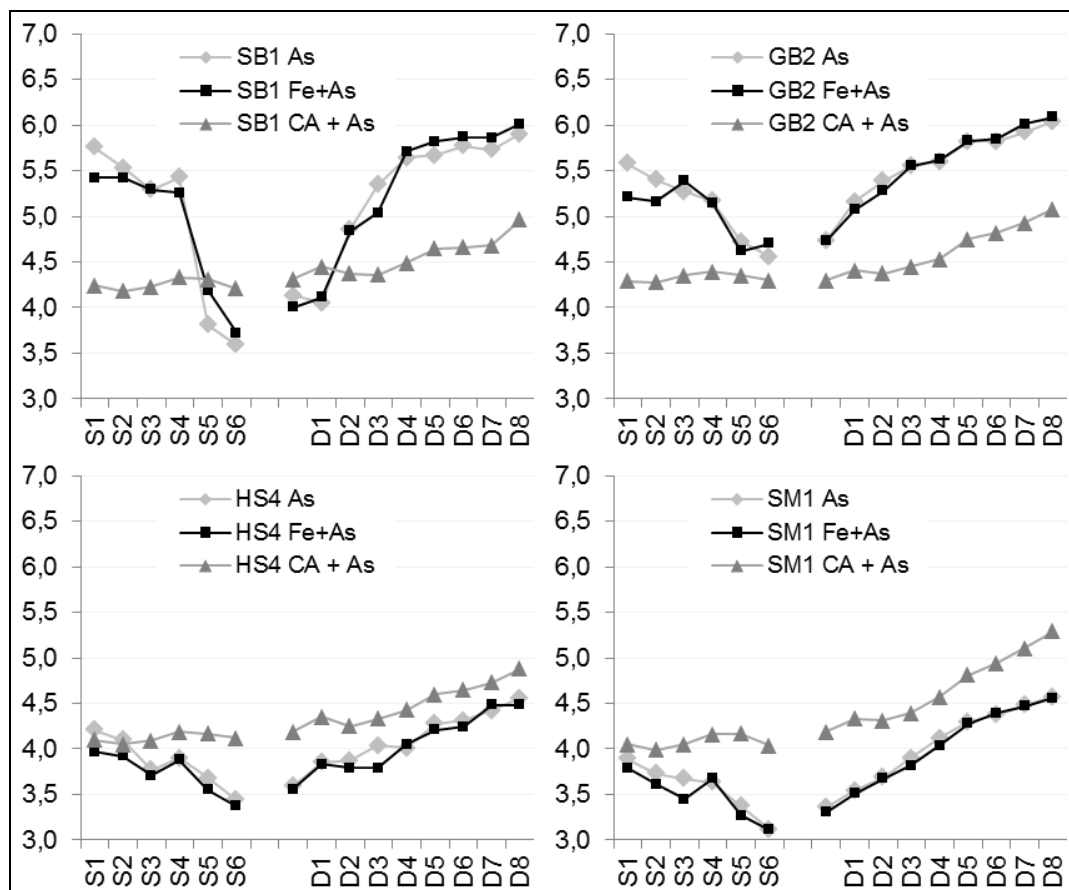 7,0
6,5
6,0
5,5
5,0
4,5
4,0
3,5
3,0
SB1 As
SB1 Fe+As
SB1 CA + As
S1 S2 S3 S4 S5 S6 D1 D2 D3 D4 D5 D6 D7 D8
7,0
6,5
6,0
5,5
5,0
4,5
4,0
3,5
3,0
GB2 As
GB2 Fe+As
GB2 CA + As
S1 S2 S3 S4 S5 S6 D1 D2 D3 D4 D5 D6 D7 D8
7,0
6,5
6,0
5,5
5,0
4,5
4,0
3,5
3,0
HS4 As
HS4 Fe+As
HS4 CA + As
S1 S2 S3 S4 S5 S6 D1 D2 D3 D4 D5 D6 D7 D8
7,0
6,5
6,0
5,5
5,0
4,5
4,0
3,5
3,0
SM1 As
SM1 Fe+As
SM1 CA + As
S1 S2 S3 S4 S5 S6 D1 D2 D3 D4 D5 D6 D7 D8